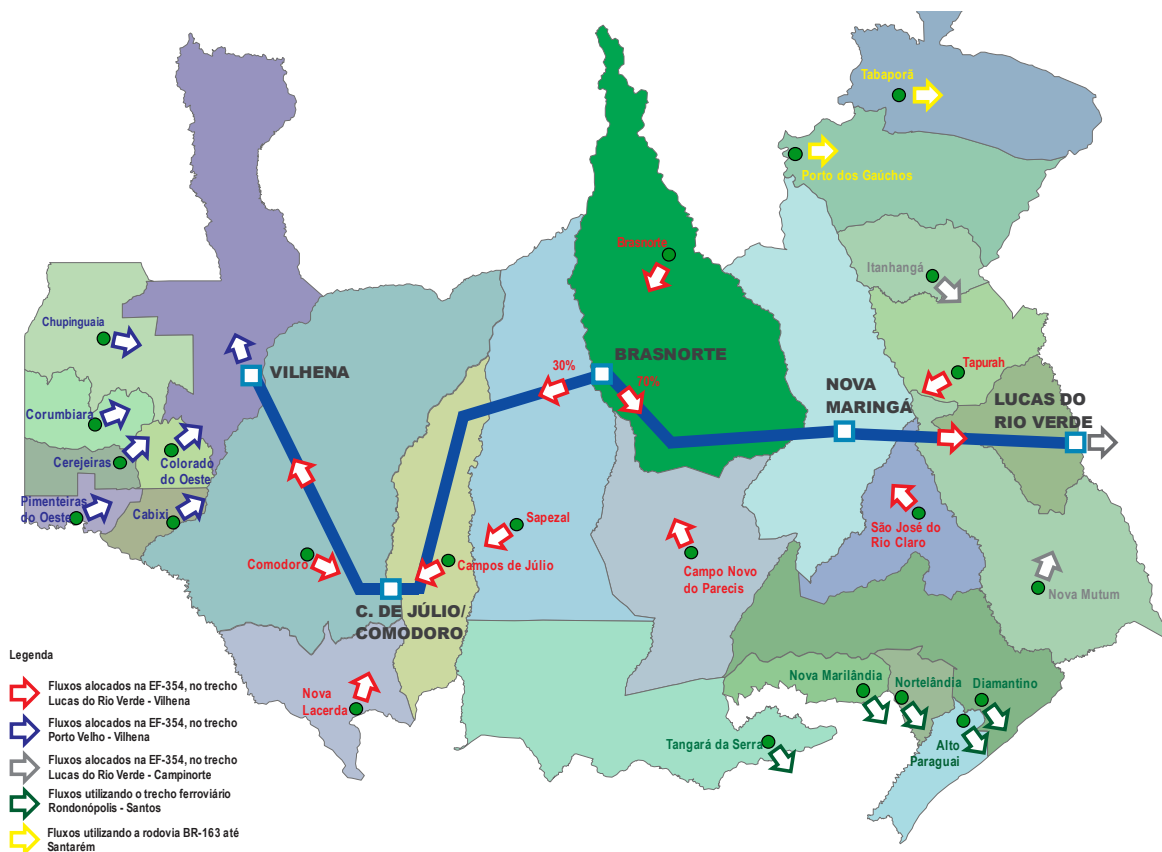 Tabaporã
Porto dos Gaúchos
Brasnorte
Itanhangá
Chupinguaia
VILHENA
30%
70%
BRASNORTE
Tapurah
NOVA
MARINGÁ
LUCAS DO
RIO VERDE
Corumbiara
Cerejeiras
Colorado
do Oeste
Pimenteiras
do Oeste
Cabixi
Comodoro
Campos de Júlio
Sapezal
Campo Novo
do Parecis
São José do
Rio Claro
Nova Mutum
C. DE JÚLIO/
COMODORO
Nova
Lacerda
Nova Marilândia
Nortelândia
Diamantino
Tangará da Serra
Alto
Paraguai
Legenda
Fluxos alocados na EF-354, no trecho
Lucas do Rio Verde - Vilhena
Fluxos alocados na EF-354, no trecho
Porto Velho - Vilhena
Fluxos alocados na EF-354, no trecho
Lucas do Rio Verde - Campinorte
Fluxos utilizando o trecho ferroviário
Rondonópolis - Santos
Fluxos utilizando a rodovia BR-163 até
Santarém